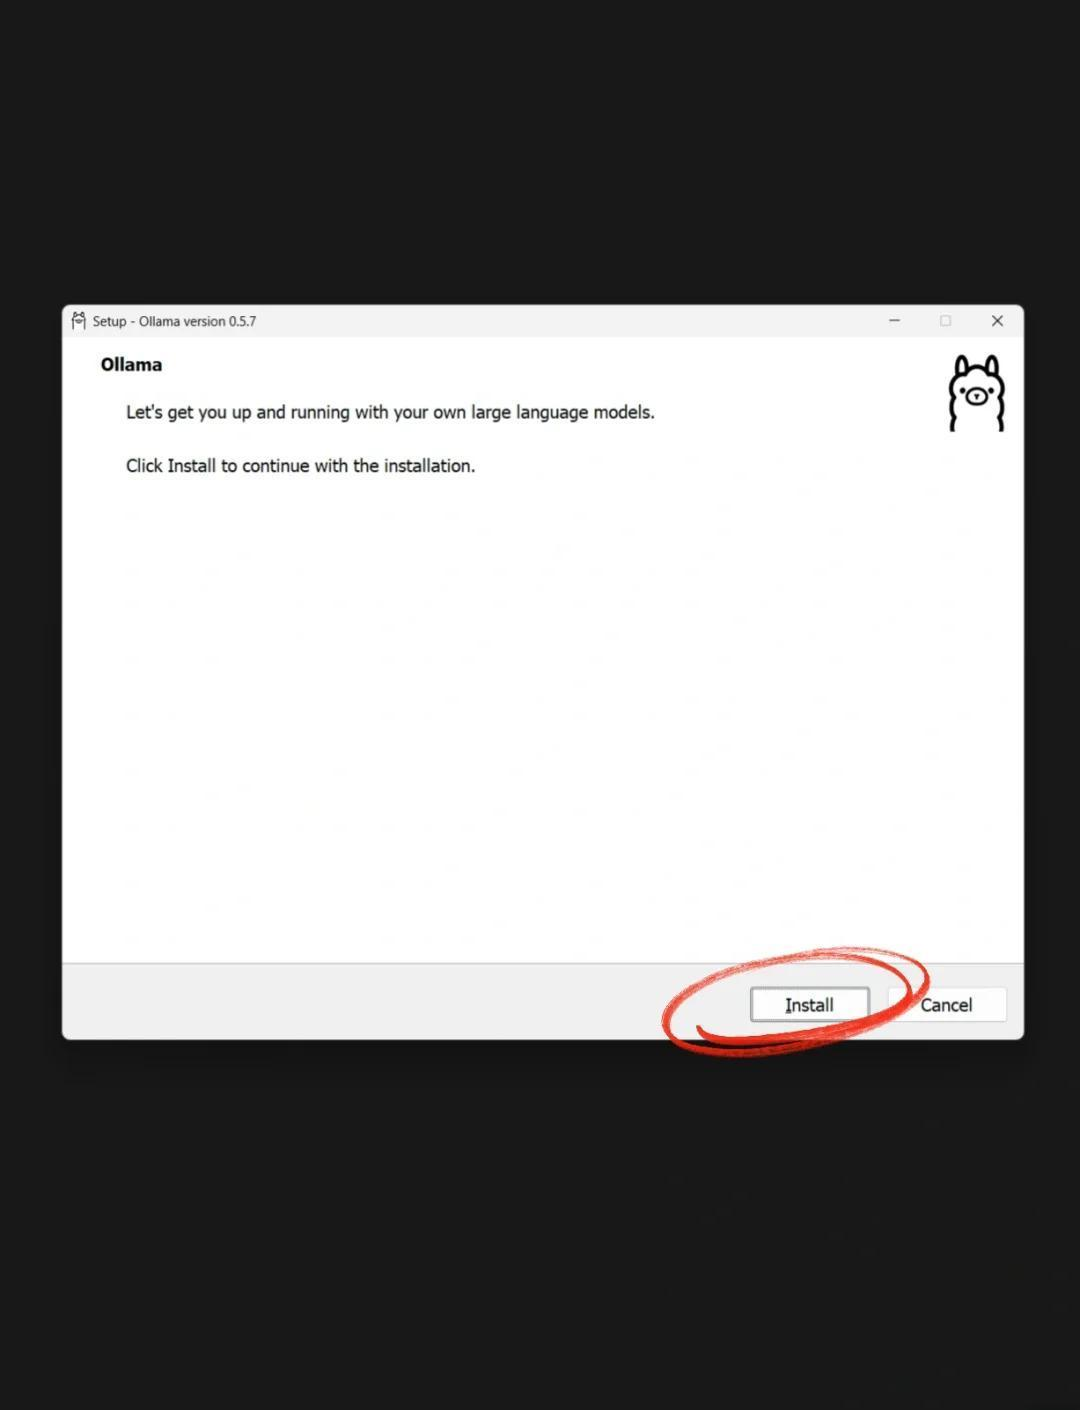 Setup - Ollama version 0.5.7
Ollama
Let's get you up and running with your own large language models.
Click Install to continue with the installation.
Install
Cancel